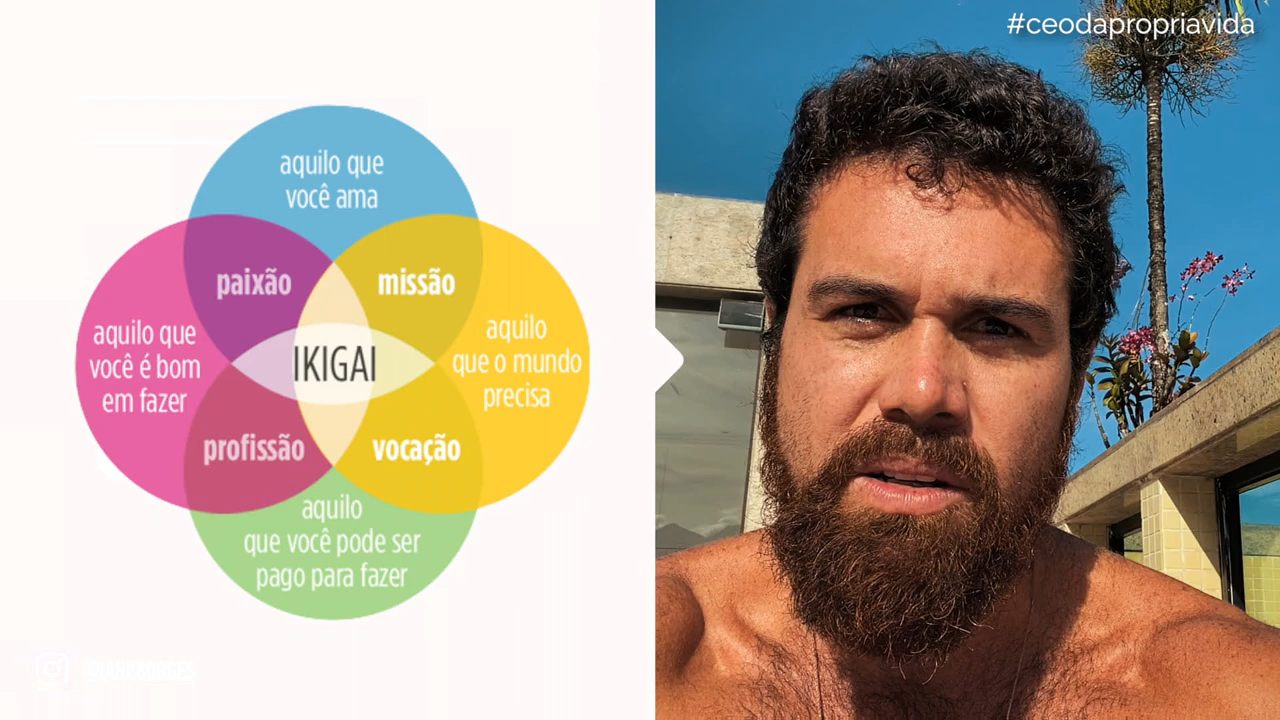 #ceodapropriavida
aquilo que
você ama
paixão
missão
aquilo que
você é bom
em fazer
IKIGAI
aquilo
que o mundo
precisa
profissão
vocação
aquilo
que você pode ser
pago para fazer